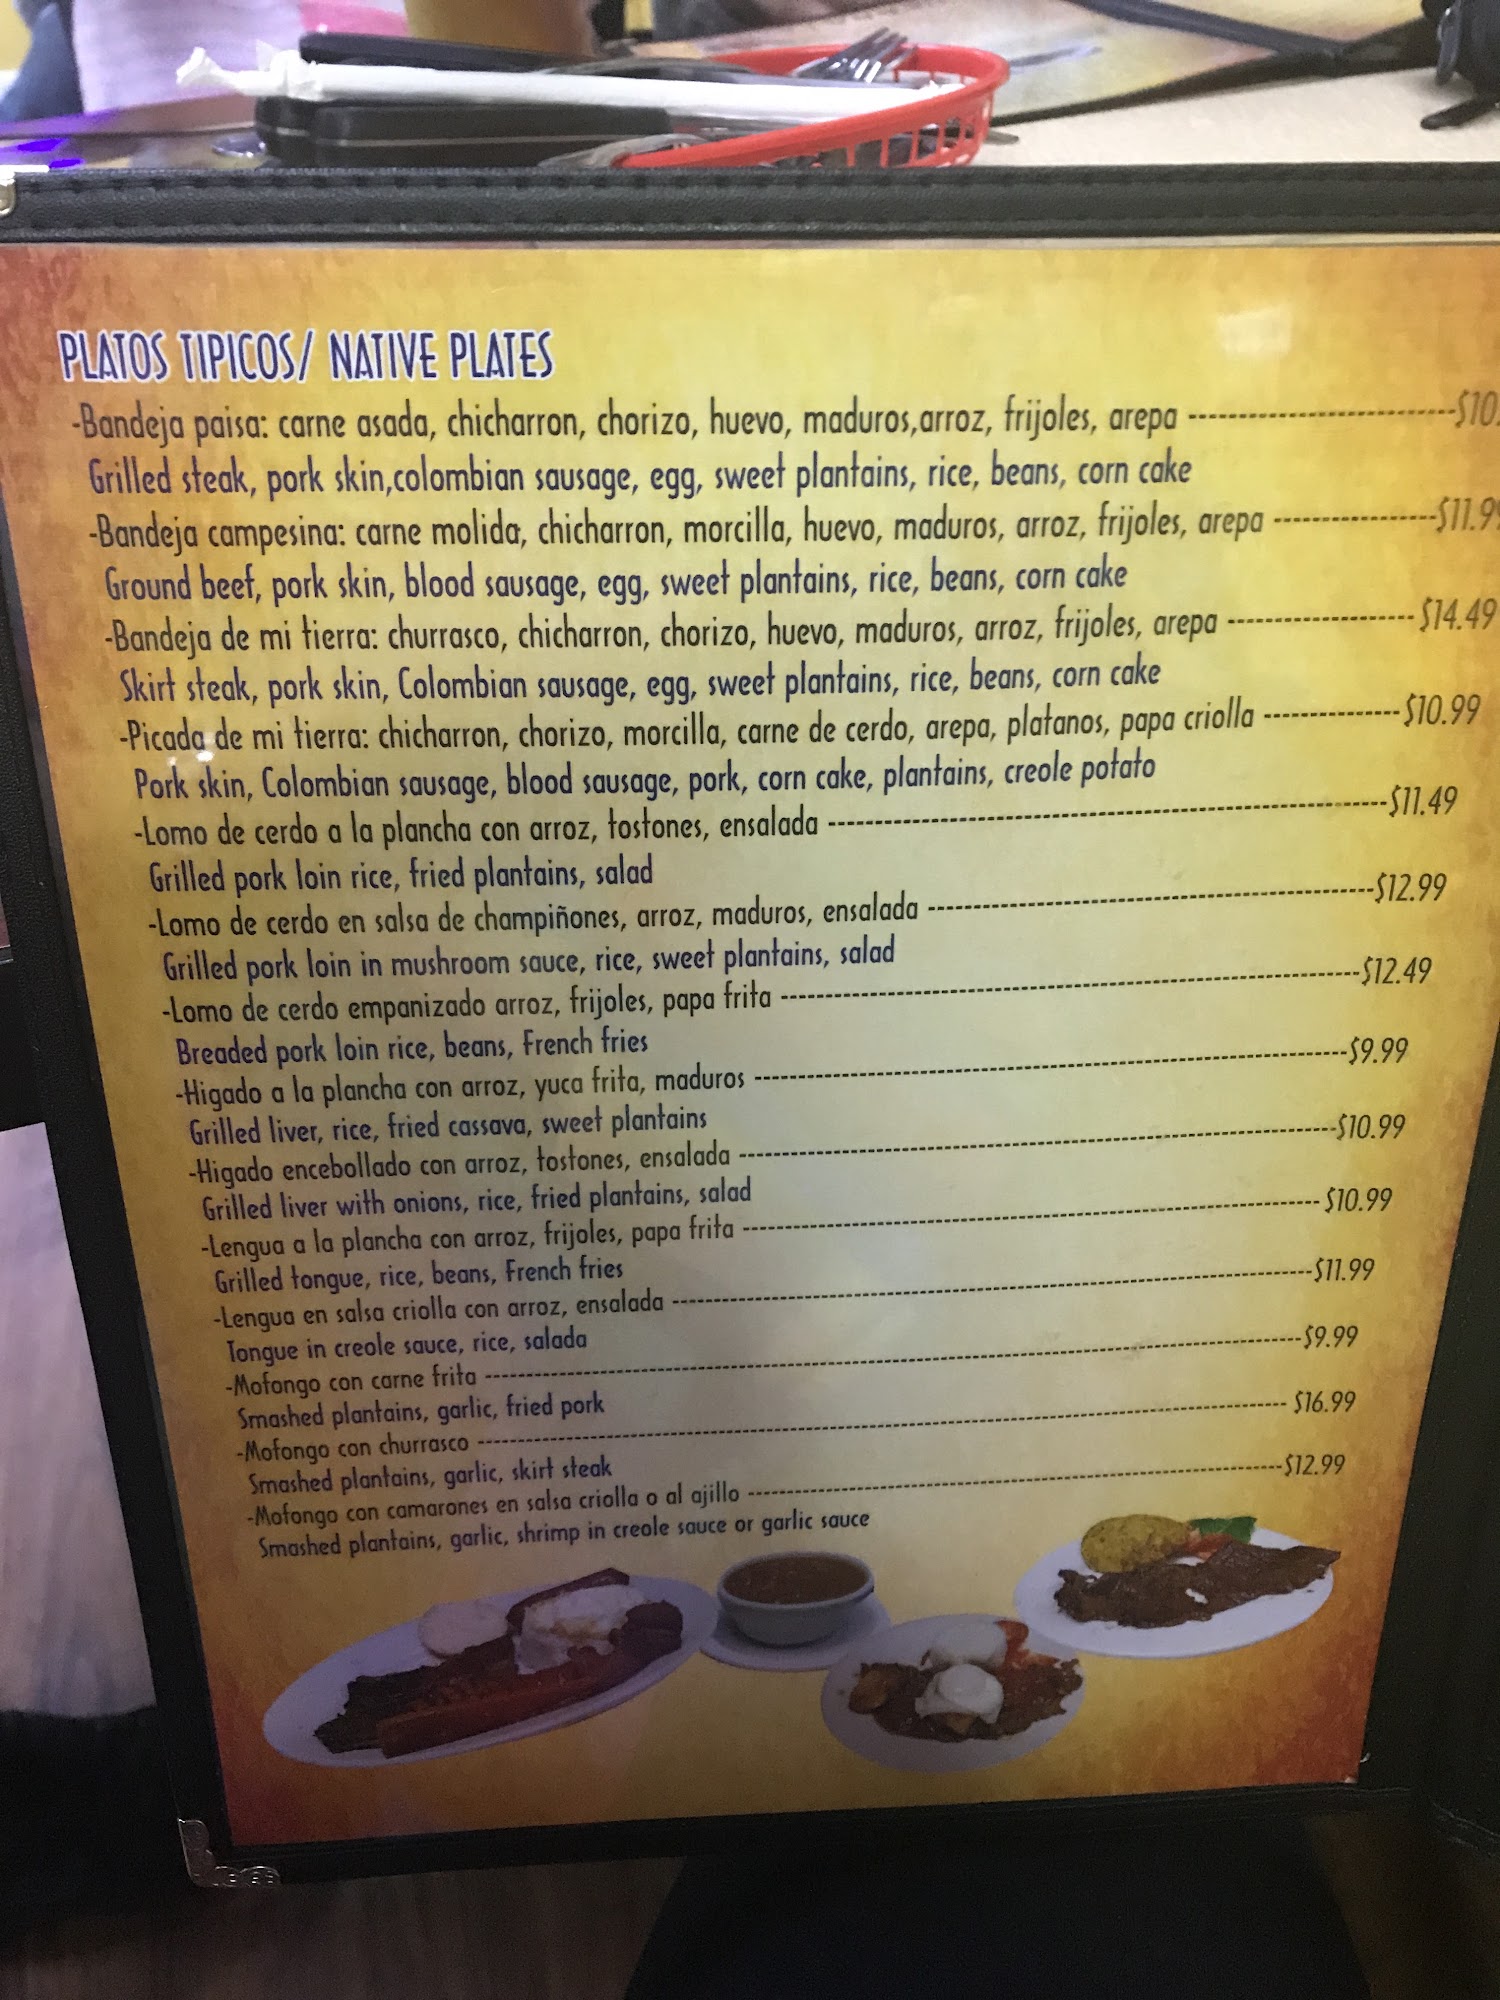 PLATOS TIPICOS/ NATIVE PLATES
-Bandeja paisa: carne asada, chicharron, chorizo, huevo, maduros,arroz, frijoles, arepa ---------------------------$10.
Grilled steak, pork skin,colombian sausage, egg, sweet plantains, rice, beans, corn cake
-Bandeja campesina: carne molida, chicharron, morcilla, huevo, maduros, arroz, frijoles, arepa -----------------$11.99
Ground beef, pork skin, blood sausage, egg, sweet plantains, rice, beans, corn cake
-Bandeja de mi tierra: churrasco, chicharron, chorizo, huevo, maduros, arroz, frijoles, arepa ------------------- $14.49
Skirt steak, pork skin, Colombian sausage, egg, sweet plantains, rice, beans, corn cake
-Picada de mi tierra: chicharron, chorizo, morcilla, carne de cerdo, arepa, platanos, papa criolla ---------------$10.99
Pork skin, Colombian sausage, blood sausage, pork, corn cake, plantains, creole potato
-Lomo de cerdo a la plancha con arroz, tostones, ensalada ------------------------------------------------------------$11.49
Grilled pork loin rice, fried plantains, salad
-Lomo de cerdo en salsa de champiñones, arroz, maduros, ensalada ------------------------------------------------$12.99
Grilled pork loin in mushroom sauce, rice, sweet plantains, salad
-Lomo de cerdo empanizado arroz, frijoles, papa frita ----------------------------------------------------------------$12.49
Breaded pork loin rice, beans, French fries
-Higado a la plancha con arroz, yuca frita, maduros ------------------------------------------------------------------$9.99
Grilled liver, rice, fried cassava, sweet plantains
-Higado encebollado con arroz, tostones, ensalada ------------------------------------------------------------------$10.99
Grilled liver with onions, rice, fried plantains, salad
-Lengua a la plancha con arroz, frijoles, papa frita ------------------------------------------------------------------ $10.99
Grilled tongue, rice, beans, French fries
-Lengua en salsa criolla con arroz, ensalada --------------------------------------------------------------------------$11.99
Tongue in creole sauce, rice, salada
-Mofongo con carne frita ------------------------------------------------------------------------------------------------$9.99
Smashed plantains, garlic, fried pork
-Mofongo con churrasco ------------------------------------------------------------------------------------------------ $16.99
Smashed plantains, garlic, skirt steak
-Mofongo con camarones en salsa criolla o al ajillo -----------------------------------------------------------------$12.99
Smashed plantains, garlic, shrimp in creole sauce or garlic sauce